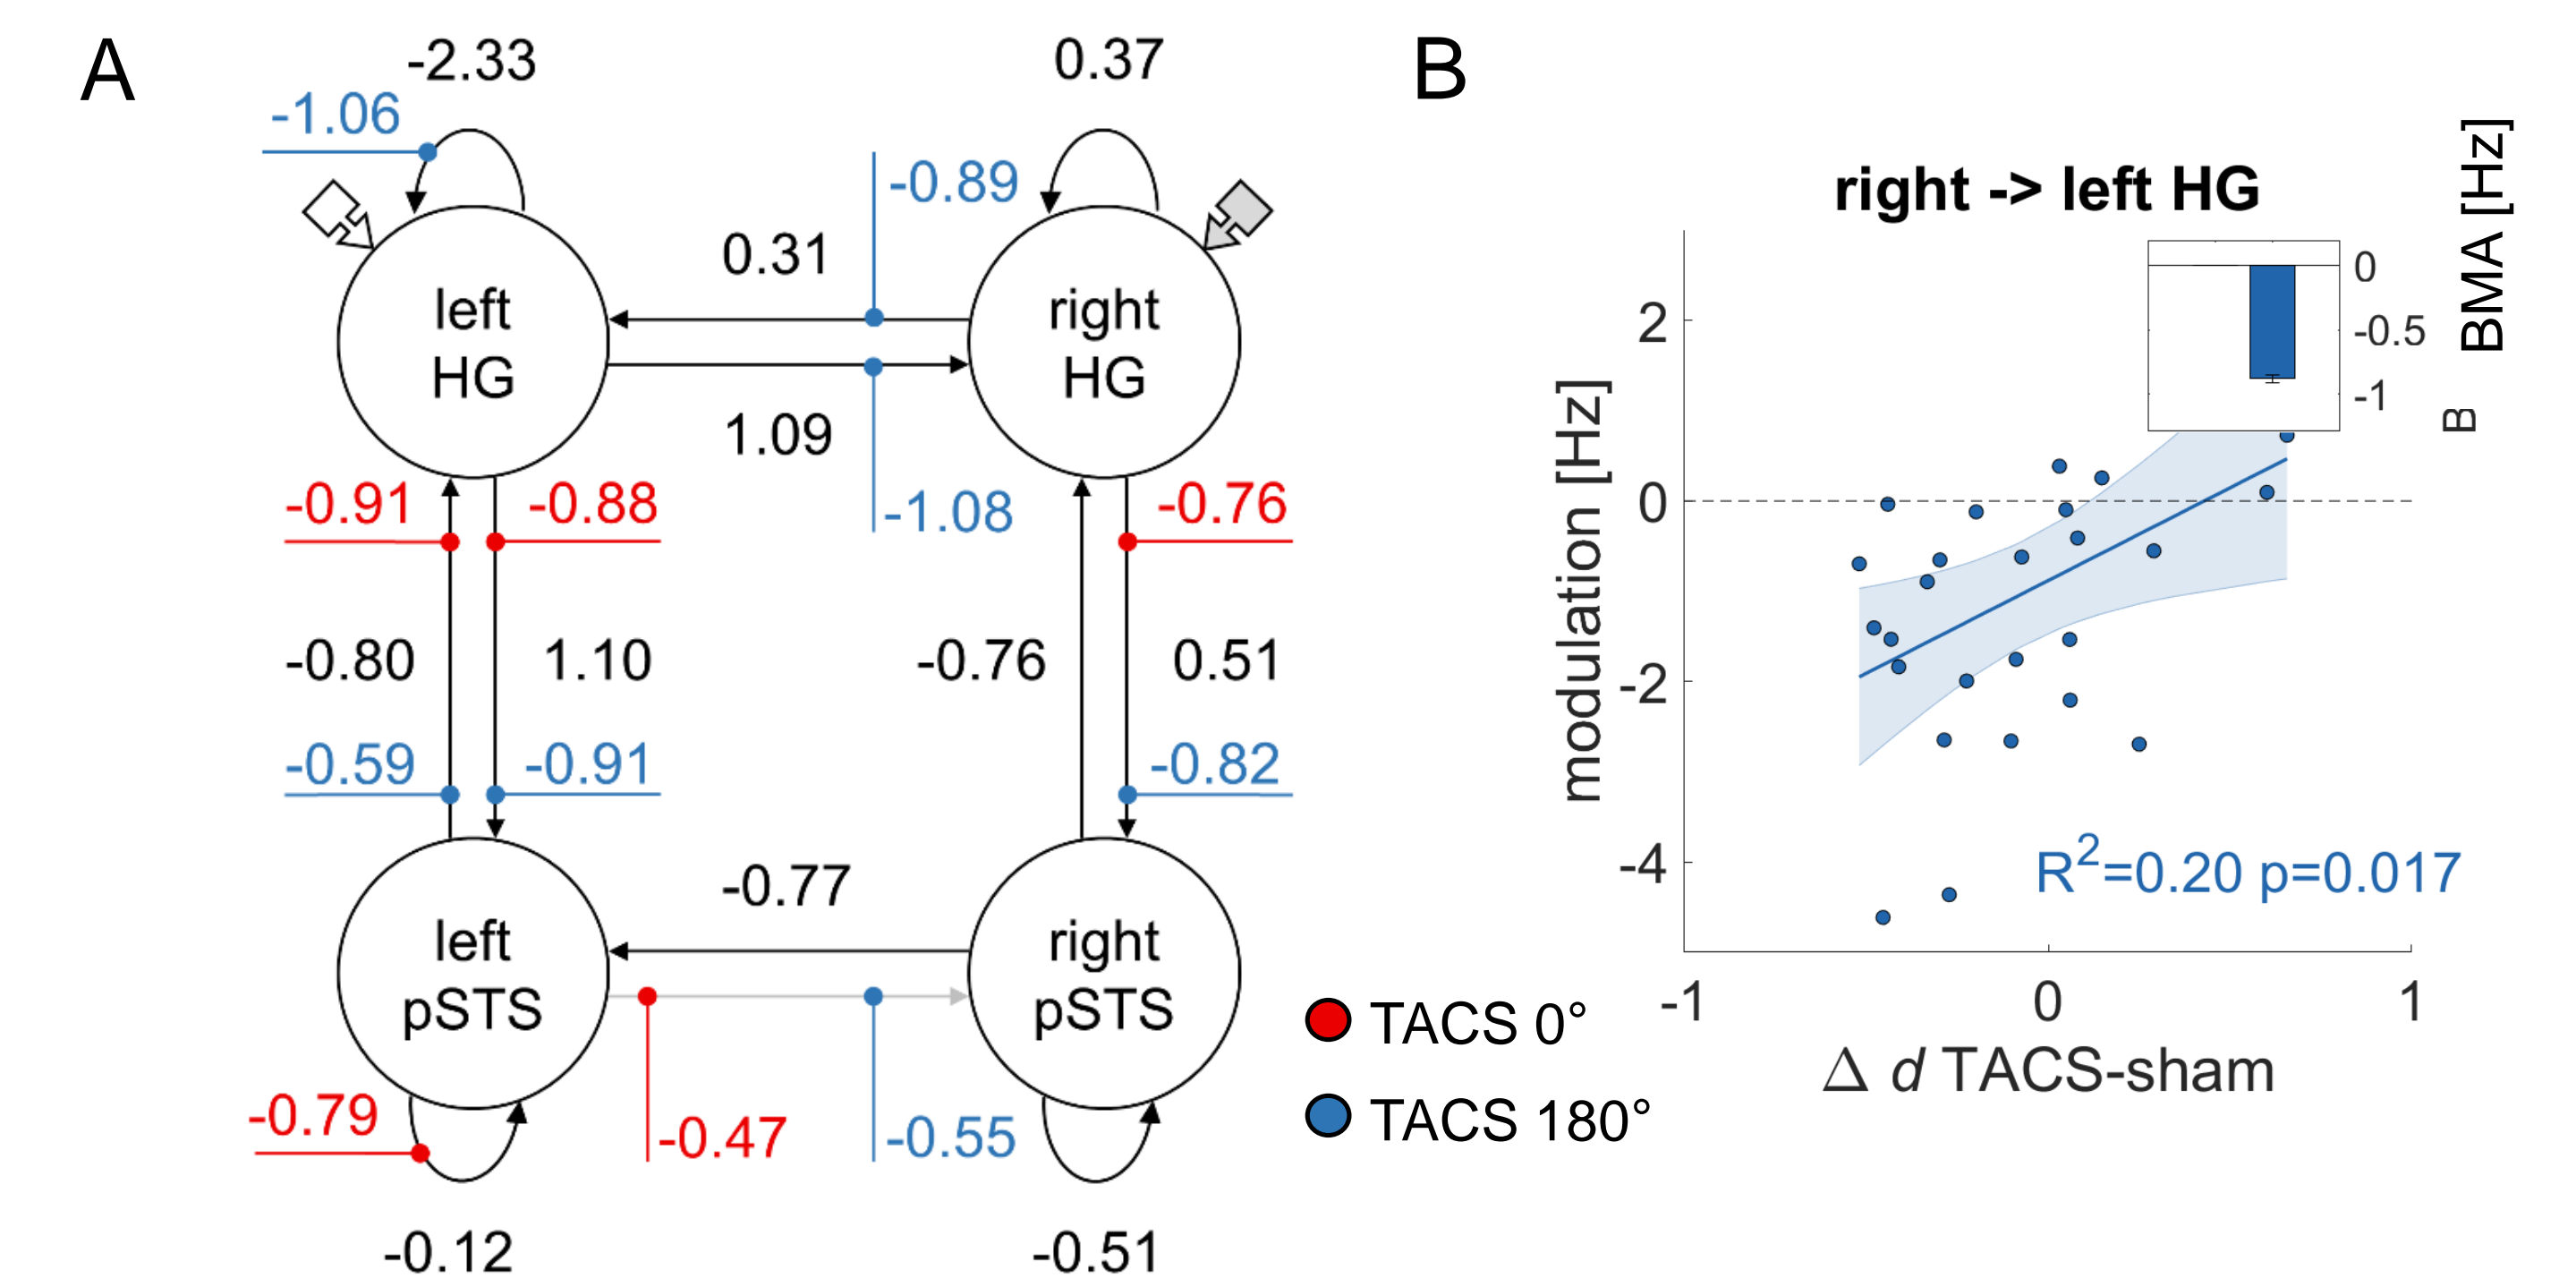 A
-2.33
0.37
-1.06
-0.89
0.31
left
HG
right
HG
1.09
-1.08
-0.91
-0.88
-0.76
-0.80
1.10
-0.76
0.51
-0.59
-0.91
-0.82
-0.77
left
pSTS
right
pSTS
-0.79
-0.47
-0.55
-0.12
-0.51
TACS 0°
TACS 180°
B
right -> left HG
BMA [Hz]
0
-0.5
-1
B
modulation [Hz]
2
0
-2
-4
R²=0.20 p=0.017
-1
0
1
Δ d TACS-sham